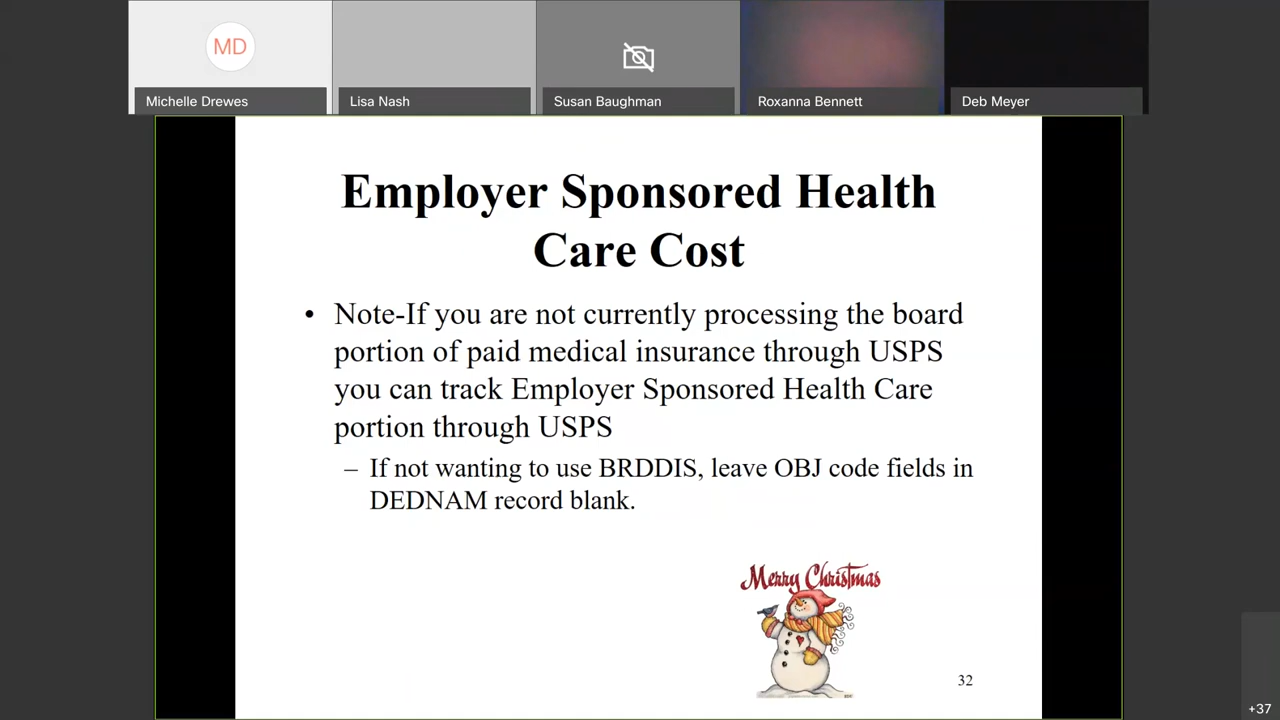 MD
Michelle Drewes
Lisa Nash
Susan Baughman
Roxanna Bennett
Deb Meyer
Employer Sponsored Health
Care Cost
• Note-If you are not currently processing the board
portion of paid medical insurance through USPS
you can track Employer Sponsored Health Care
portion through USPS
– If not wanting to use BRDDIS, leave OBJ code fields in
DEDNAM record blank.
Merry Christmas
32
+37